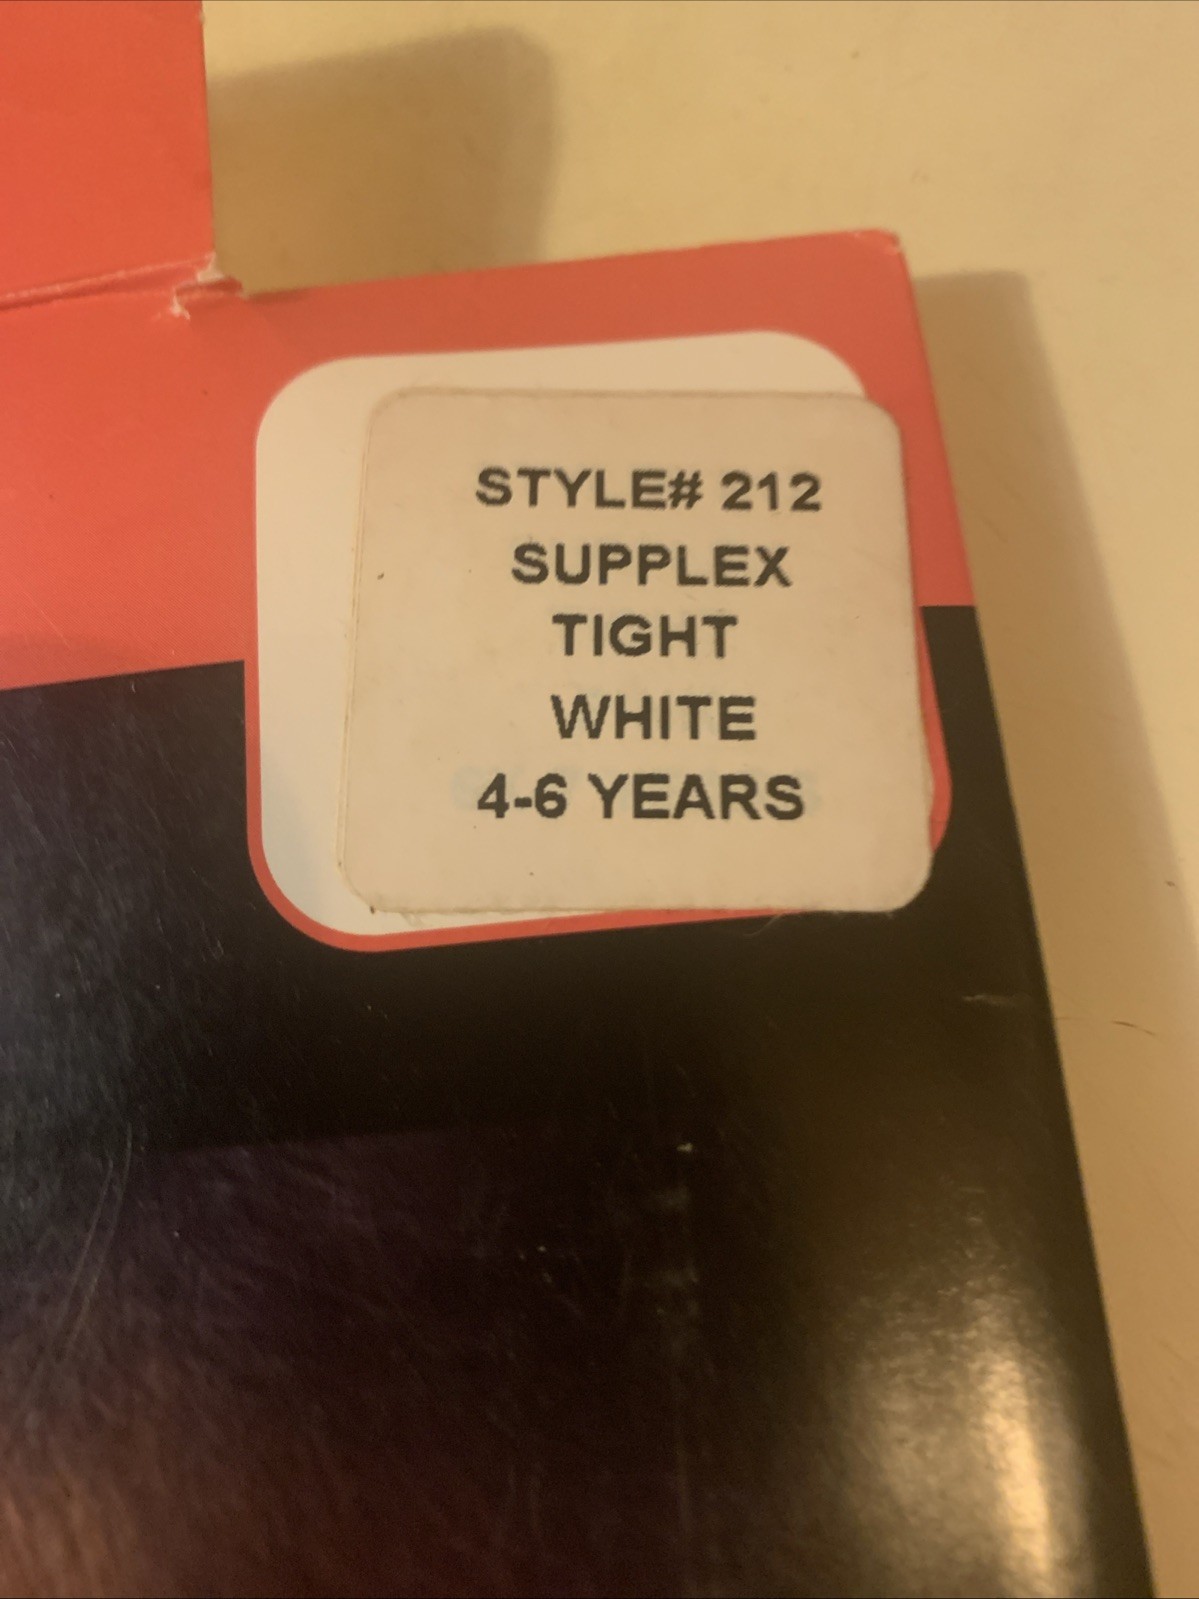 STYLE# 212
SUPPLEX
TIGHT
WHITE
4-6 YEARS